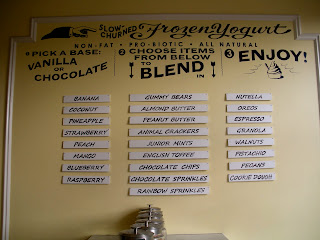 SLOW-CHURNED Frozen Yogurt
NON-FAT • PRO-BIOTIC • ALL NATURAL
1 PICK A BASE:
VANILLA
OR
CHOCOLATE
2 CHOOSE ITEMS
FROM BELOW
TO
BLEND
IN
3 ENJOY!
BANANA
COCONUT
PINEAPPLE
STRAWBERRY
PEACH
MANGO
BLUEBERRY
RASPBERRY
GUMMY BEARS
ALMOND BUTTER
PEANUT BUTTER
ANIMAL CRACKERS
JUNIOR MINTS
ENGLISH TOFFEE
CHOCOLATE CHIPS
CHOCOLATE SPRINKLES
RAINBOW SPRINKLES
NUTELLA
OREOS
ESPRESSO
GRANOLA
WALNUTS
PISTACHIO
PECANS
COOKIE DOUGH